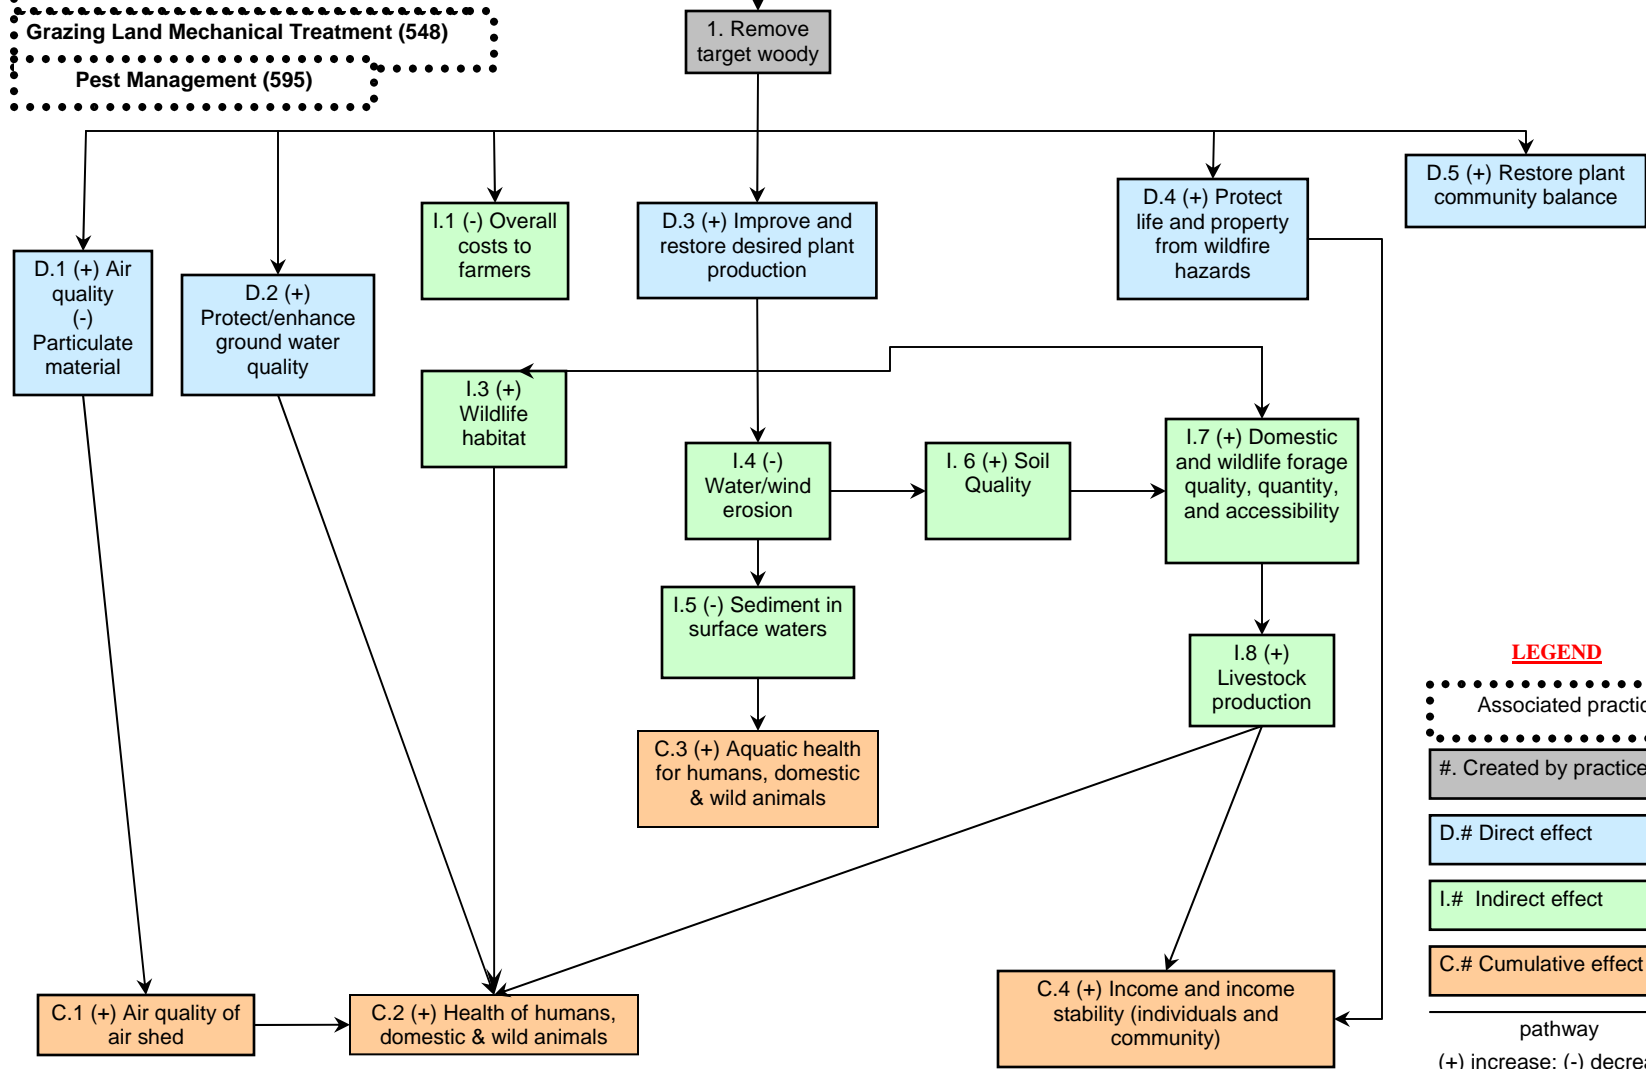 Grazing Land Mechanical Treatment (548)
Pest Management (595)
1. Remove
target woody
D.5 (+) Restore plant
community balance
D.4 (+) Protect
life and property
from wildfire
hazards
I.1 (-) Overall
costs to
farmers
D.3 (+) Improve and
restore desired plant
production
D.1 (+) Air
quality
(-)
Particulate
material
D.2 (+)
Protect/enhance
ground water
quality
I.3 (+)
Wildlife
habitat
I.4 (-)
Water/wind
erosion
I. 6 (+) Soil
Quality
I.7 (+) Domestic
and wildlife forage
quality, quantity,
and accessibility
I.5 (-) Sediment in
surface waters
I.8 (+)
Livestock
production
C.3 (+) Aquatic health
for humans, domestic
& wild animals
C.1 (+) Air quality of
air shed
C.2 (+) Health of humans,
domestic & wild animals
C.4 (+) Income and income
stability (individuals and
community)
LEGEND
Associated practic
#. Created by practice
D.# Direct effect
I.# Indirect effect
C.# Cumulative effect
pathway
(+) increase; (-) decrea